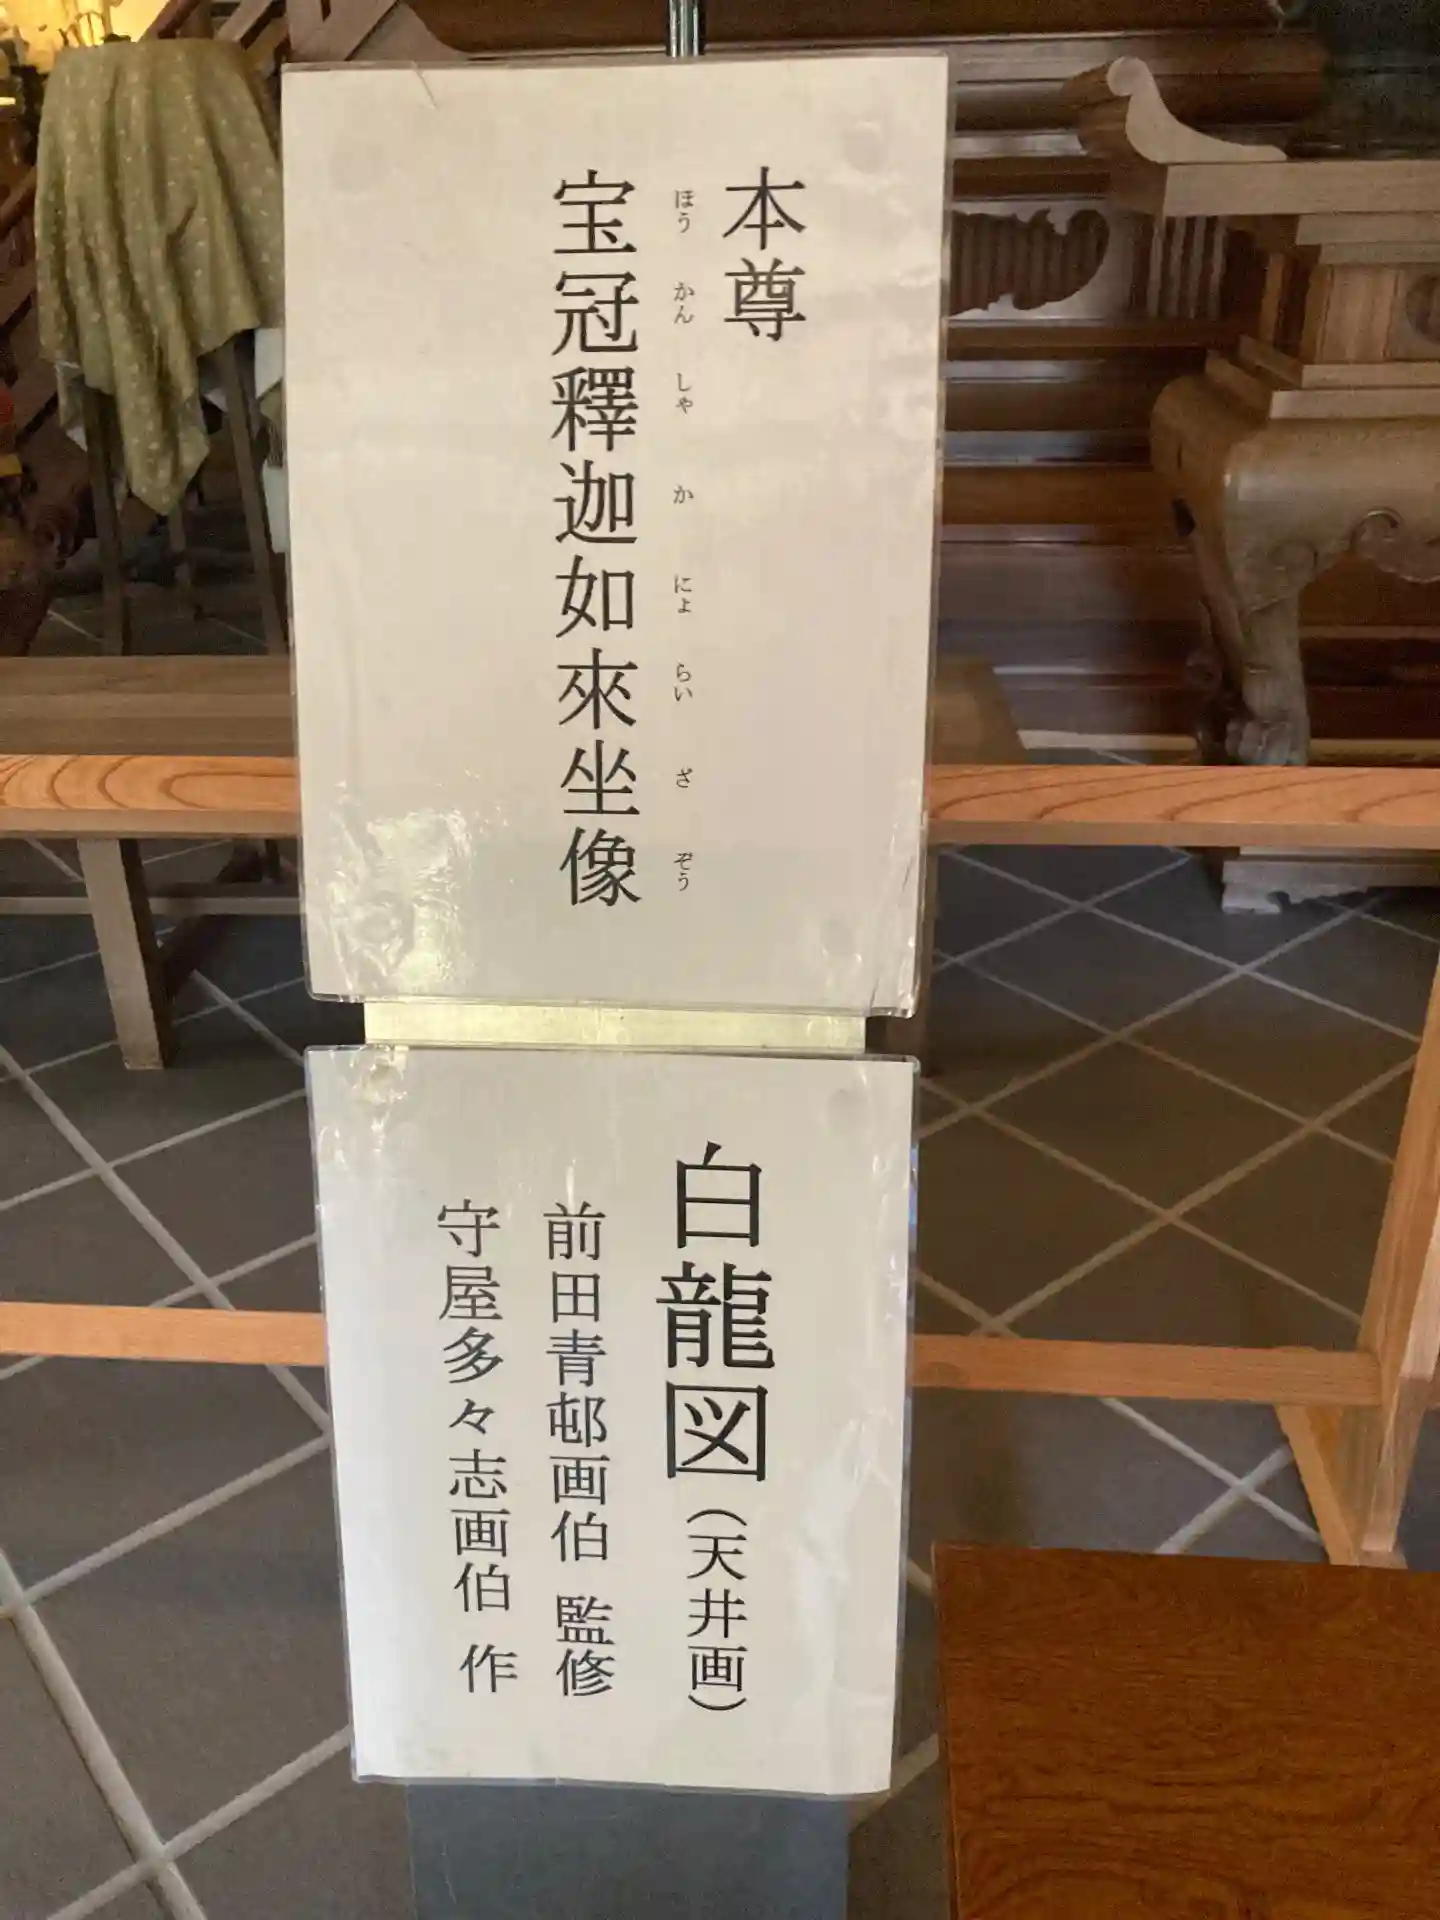 本尊
ほうかんしゃかにょらいざぞう
宝冠釋迦如來坐像
白龍図(天井画)
前田青邨画伯 監修
守屋多々志画伯 作